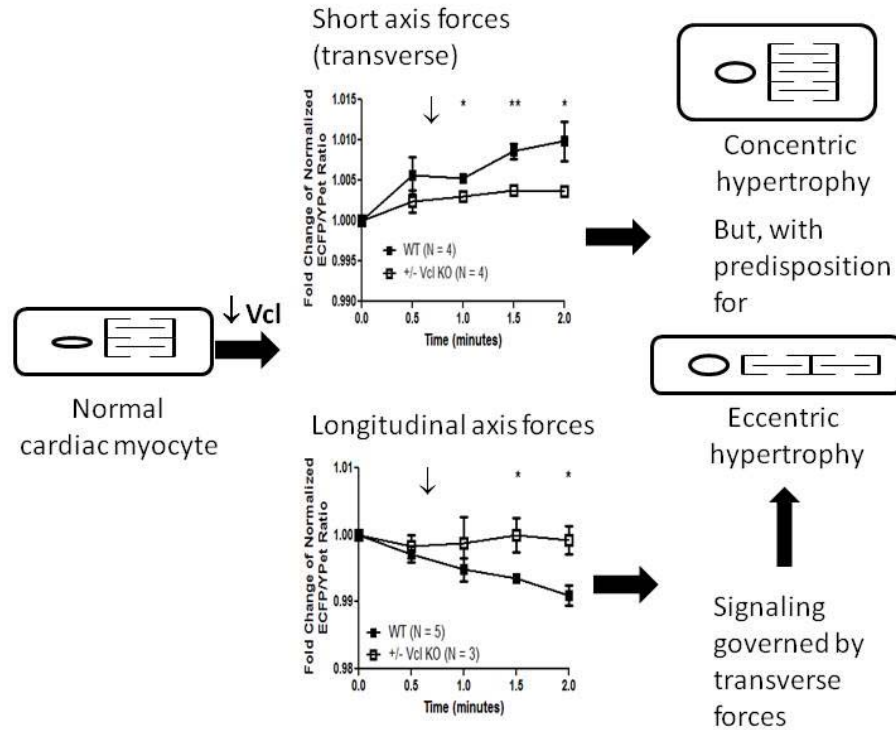 Short axis forces
(transverse)
Fold Change of Normalized
ECFP/YPet Ratio
1.015
1.010
1.005
1.000
0.995
0.990
↓
*
**
*
WT (N = 4)
+/- Vcl KO (N = 4)
0.0
0.5
1.0
1.5
2.0
Time (minutes)
Concentric
hypertrophy
But, with
predisposition
for
↓ Vcl
Normal
cardiac myocyte
Eccentric
hypertrophy
Longitudinal axis forces
Fold Change of Normalized
ECFP/YPet Ratio
1.01
1.00
0.99
0.98
↓
*
*
WT (N = 5)
+/- Vcl KO (N = 3)
0.0
0.5
1.0
1.5
2.0
Time (minutes)
Signaling
governed by
transverse
forces